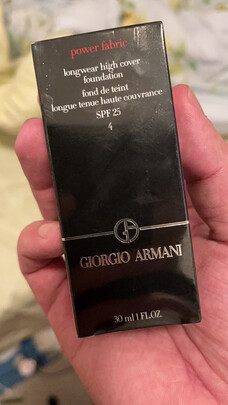 power fabric
longwear high cover
foundation
fond de teint
longue tenue haute couvrance
SPF 25
4
GIORGIO ARMANI
30 ml 1 FL.OZ